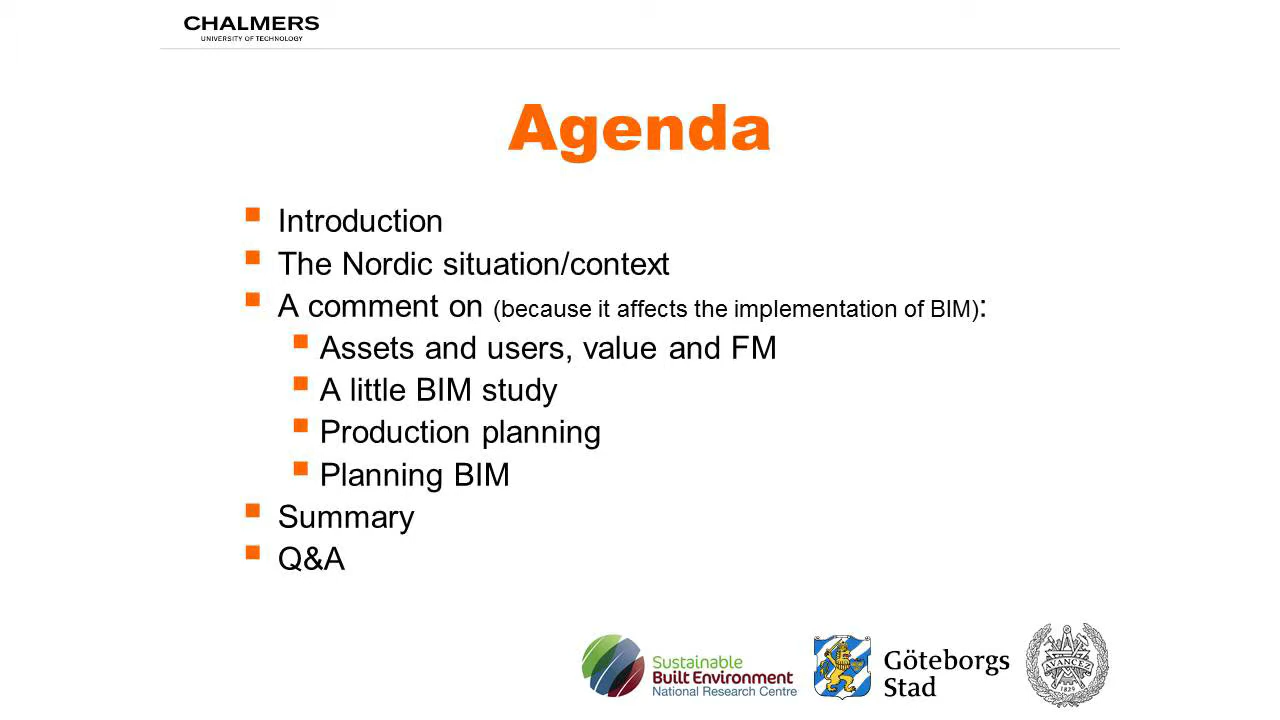 CHALMERS
UNIVERSITY OF TECHNOLOGY
Agenda
Introduction
The Nordic situation/context
A comment on (because it affects the implementation of BIM):
Assets and users, value and FM
A little BIM study
Production planning
Planning BIM
Summary
Q&A
Sustainable
Built Environment
National Research Centre
Göteborgs
Stad
AVANCEZ
1829